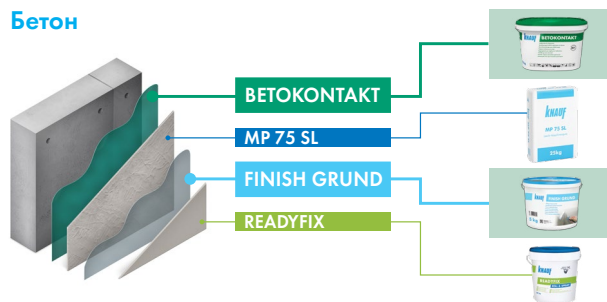 Бетон
BETOKONTAKT
MP 75 SL
FINISH GRUND
READYFIX
KNAUF
BETOKONTAKT
KNAUF
MP 75 SL
25kg
KNAUF
FINISH GRUND
KNAUF
READYFIX